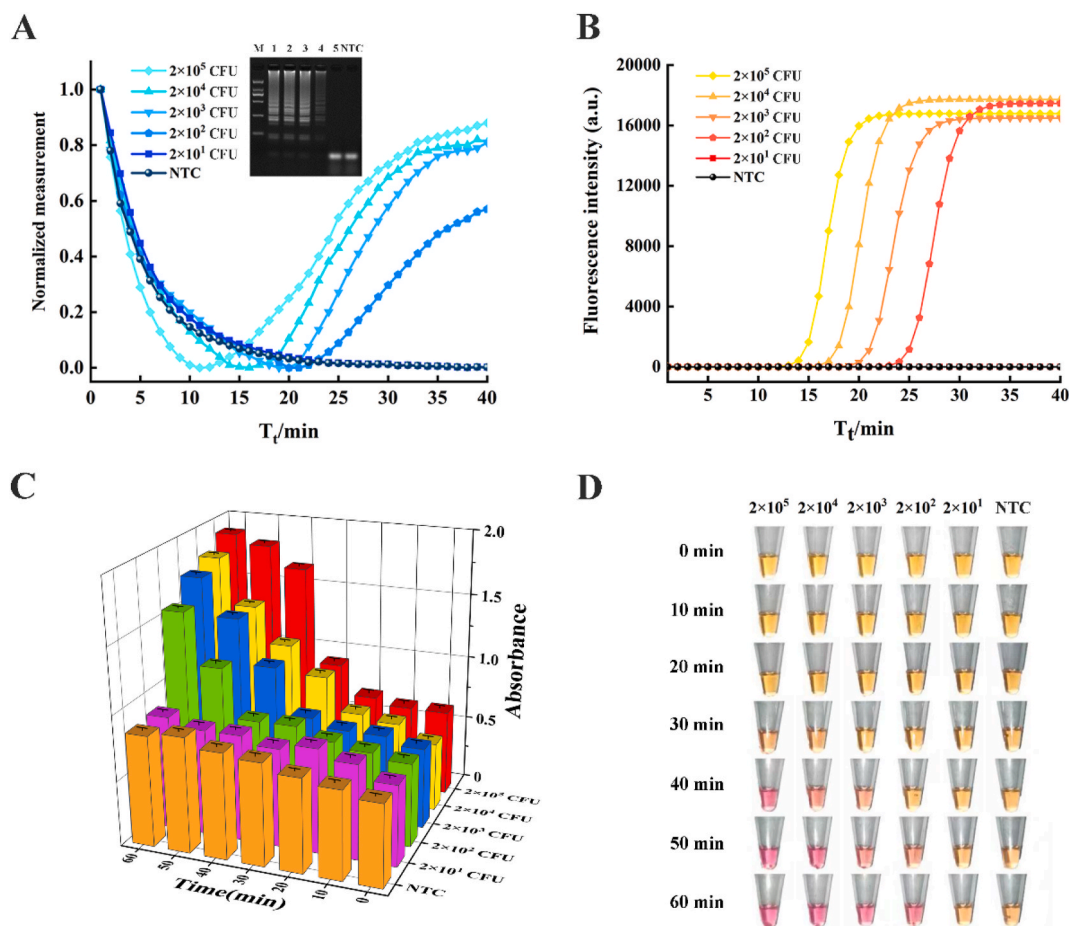 A
M 1 2 3 4 5 NTC
2×10⁵ CFU
2×10⁴ CFU
2×10³ CFU
2×10² CFU
2×10¹ CFU
NTC
1.0
0.8
0.6
0.4
0.2
0.0
Normalized measurement
0 5 10 15 20 25 30 35 40
Tt/min
B
20000
16000
12000
8000
4000
0
Fluorescence intensity (a.u.)
2×10⁵ CFU
2×10⁴ CFU
2×10³ CFU
2×10² CFU
2×10¹ CFU
NTC
5 10 15 20 25 30 35 40
Tt/min
C
2.0
1.5
1.0
0.5
0
Absorbance
2×10⁵ CFU
2×10⁴ CFU
2×10³ CFU
2×10² CFU
2×10¹ CFU
NTC
60 50 40 30 20 10 0
Time(min)
D
2×10⁵ 2×10⁴ 2×10³ 2×10² 2×10¹ NTC
0 min
10 min
20 min
30 min
40 min
50 min
60 min